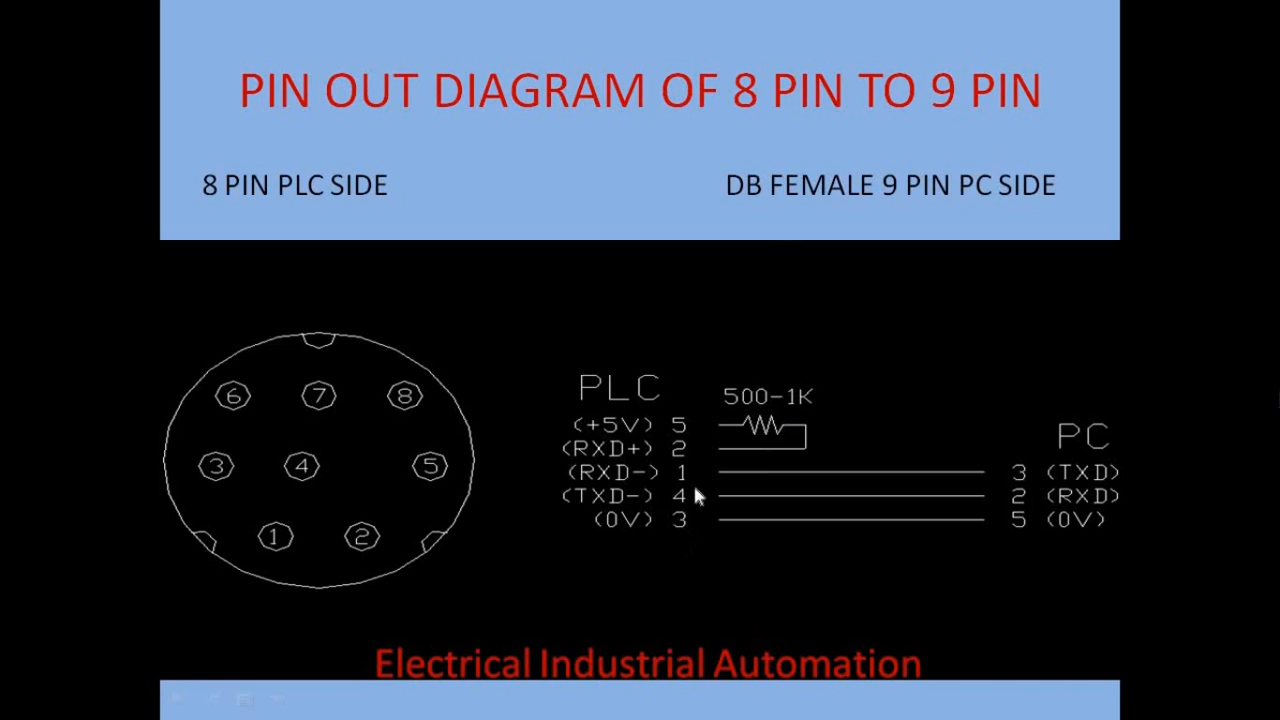 PIN OUT DIAGRAM OF 8 PIN TO 9 PIN
8 PIN PLC SIDE DB FEMALE 9 PIN PC SIDE
6 7 8
3 4 5
1 2
PLC 500-1K
(+5V) 5
PC
(RXD+) 2
(RXD-) 1 3 (TXD)
(TXD-) 4 2 (RXD)
(0V) 3 5 (0V)
Electrical Industrial Automation